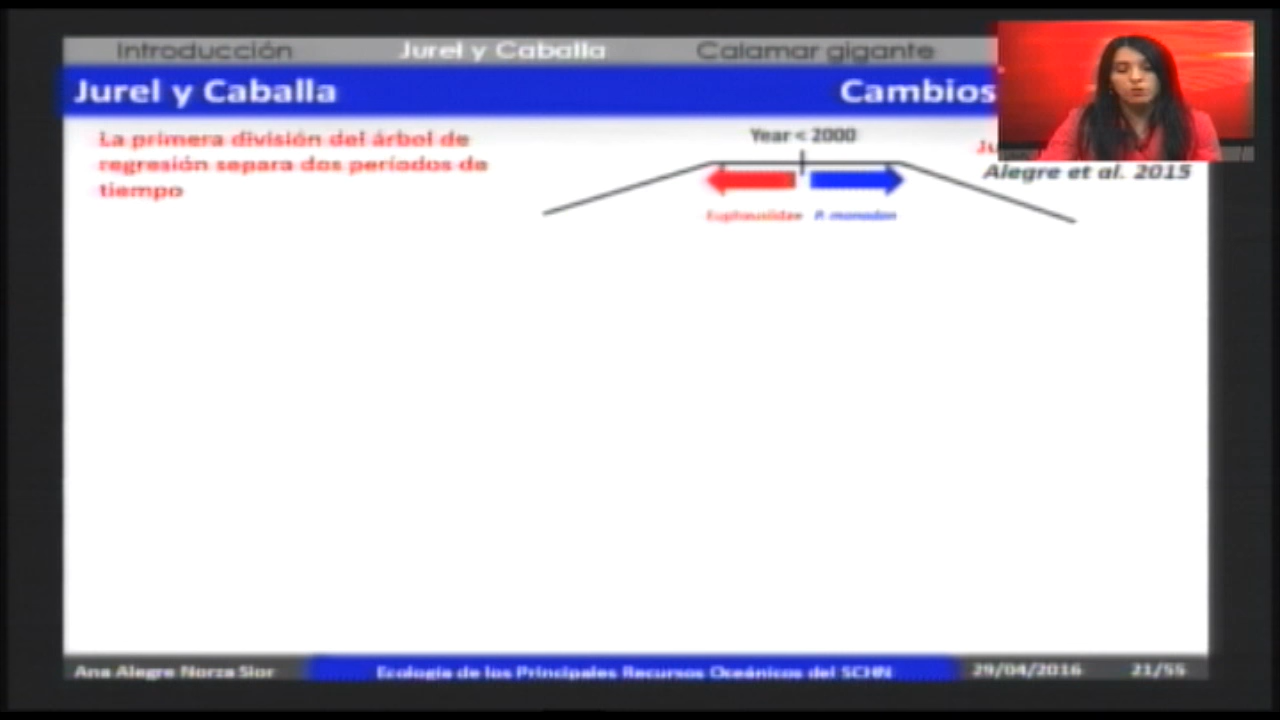 Introducción Jurel y Caballa Calamar gigante
Jurel y Caballa Cambios
La primera división del árbol de
regresión separa dos periodos de
tiempo
Year < 2000
Alegre et al. 2015
Euphausiidae P. monodon
Ana Alegre Norza Sior Ecología de los Principales Recursos Oceánicos del SCHN 29/04/2016 21/55